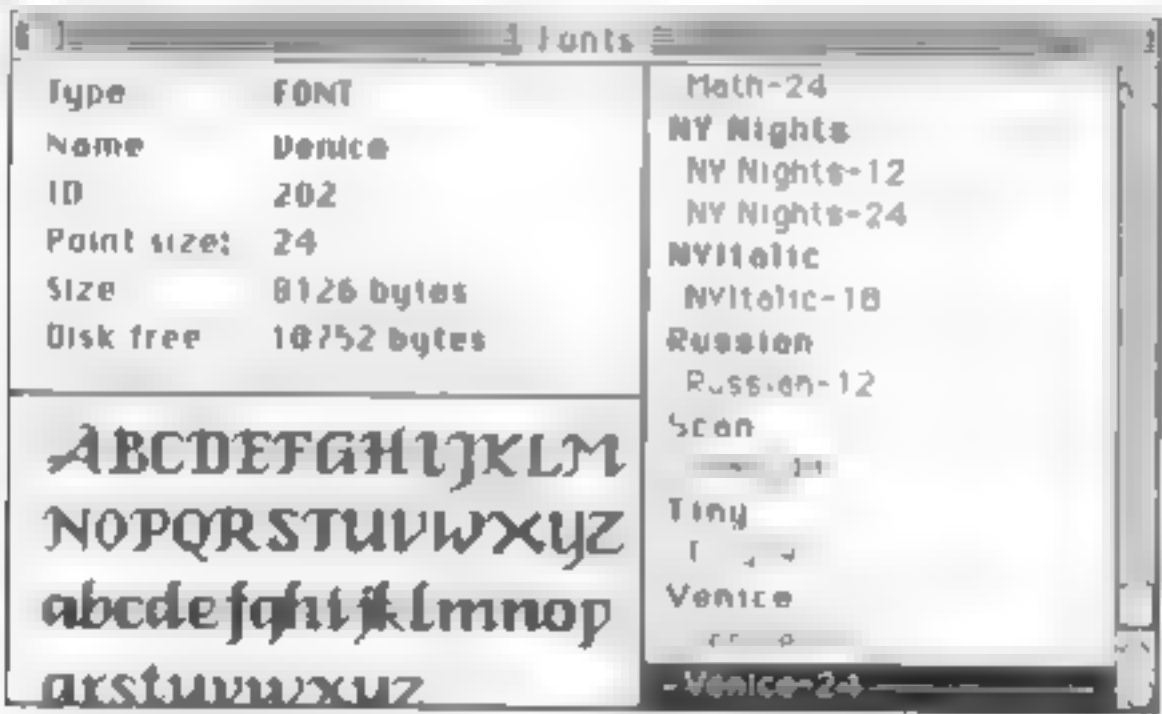 Fonts
Type FONT
Name Venice
ID 202
Point size: 24
Size 8126 bytes
Disk free 18752 bytes
ABCDEFGHIJKLM
NOPQRSTUVWXYZ
abcdefghijklmnop
qrstuvwxyz
Math-24
NY Nights
NY Nights-12
NY Nights-24
NYItalic
NYItalic-18
Russian
Russian-12
Scan
Tiny
Venice
Venice-24